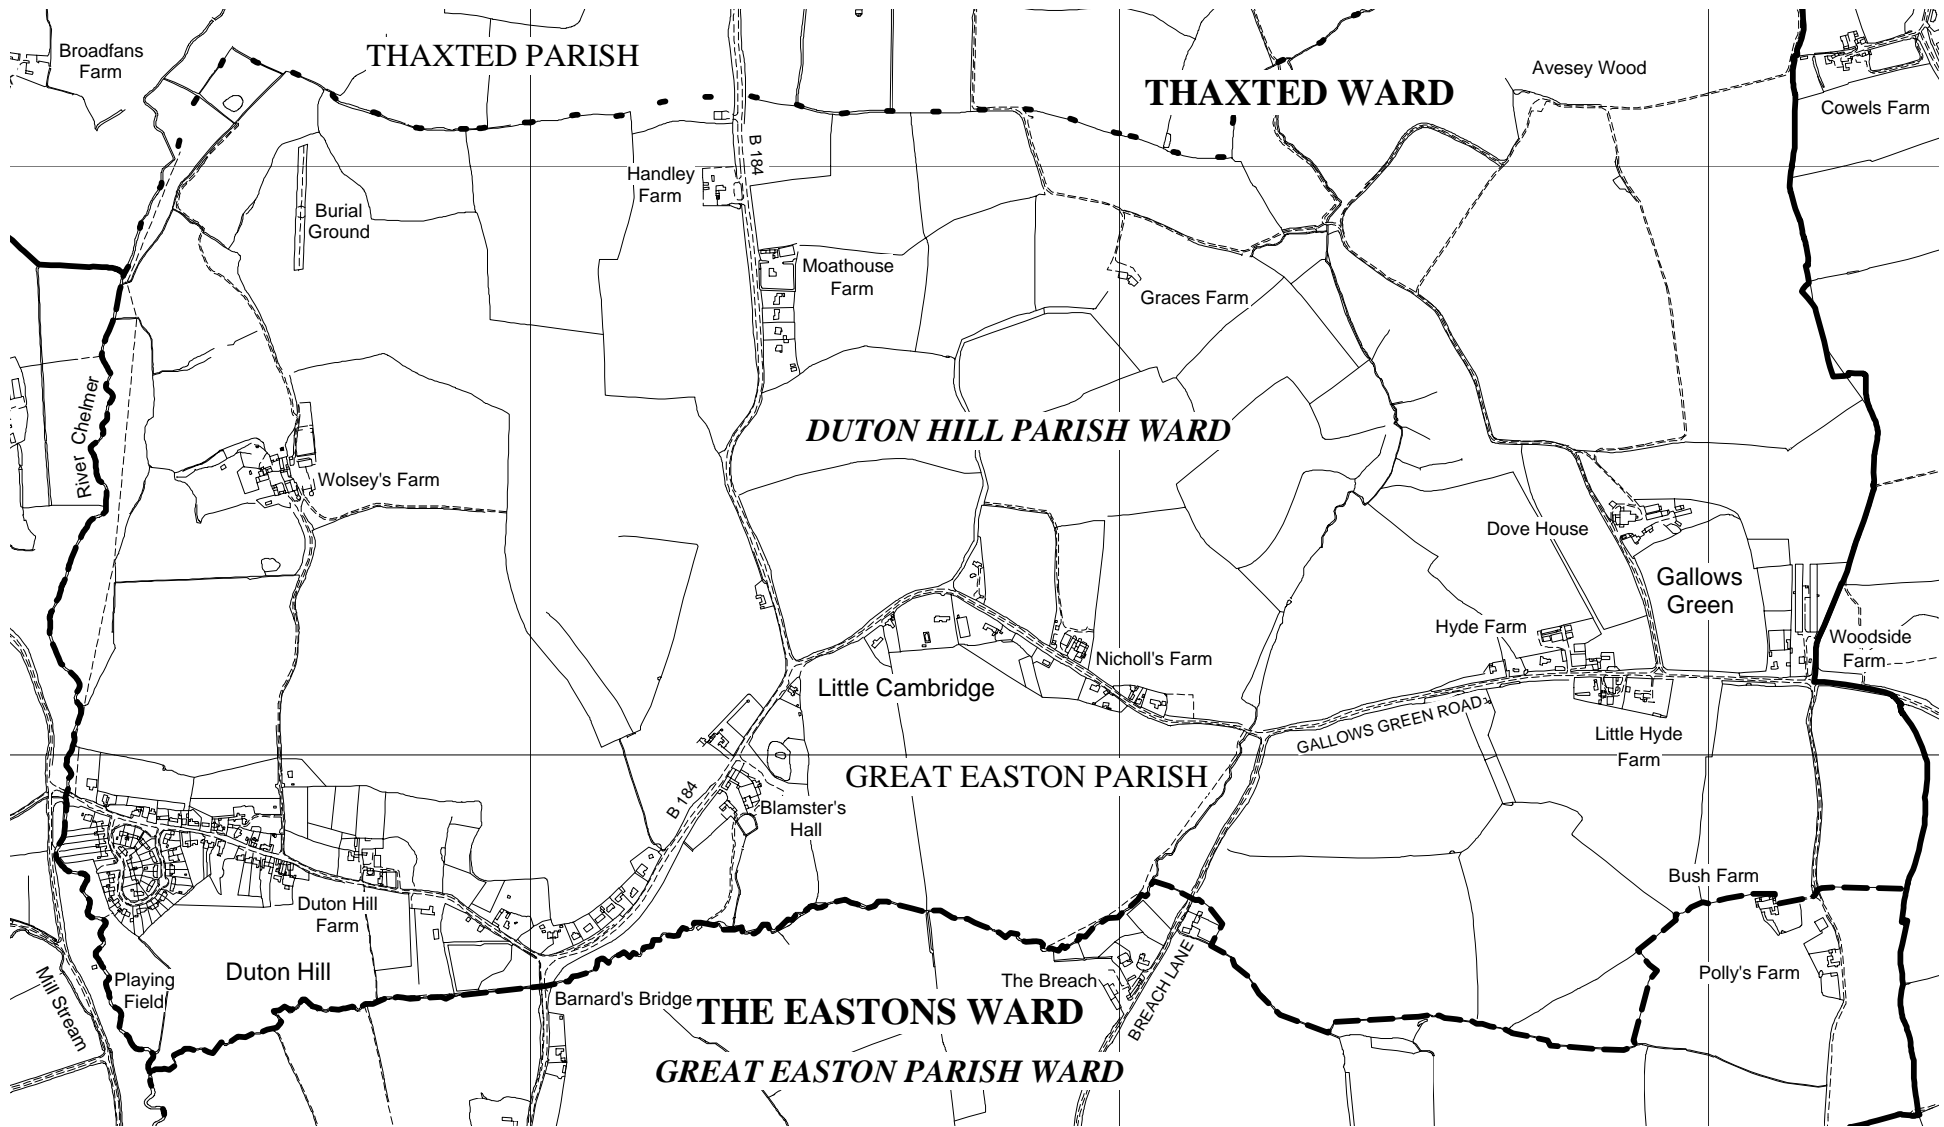 Broadfans
Farm
THAXTED PARISH
THAXTED WARD
Avesey Wood
Cowels Farm
B 184
Handley
Farm
Burial
Ground
Moathouse
Farm
Graces Farm
River Chelmer
DUTON HILL PARISH WARD
Wolsey's Farm
Dove House
Gallows
Green
Hyde Farm
Woodside
Farm
Nicholl's Farm
Little Cambridge
GALLOWS GREEN ROAD
Little Hyde
Farm
GREAT EASTON PARISH
B 184
Blamster's
Hall
Bush Farm
Duton Hill
Farm
Duton Hill
Playing
Field
Mill Stream
Polly's Farm
The Breach
BREACH LANE
Barnard's Bridge
THE EASTONS WARD
GREAT EASTON PARISH WARD